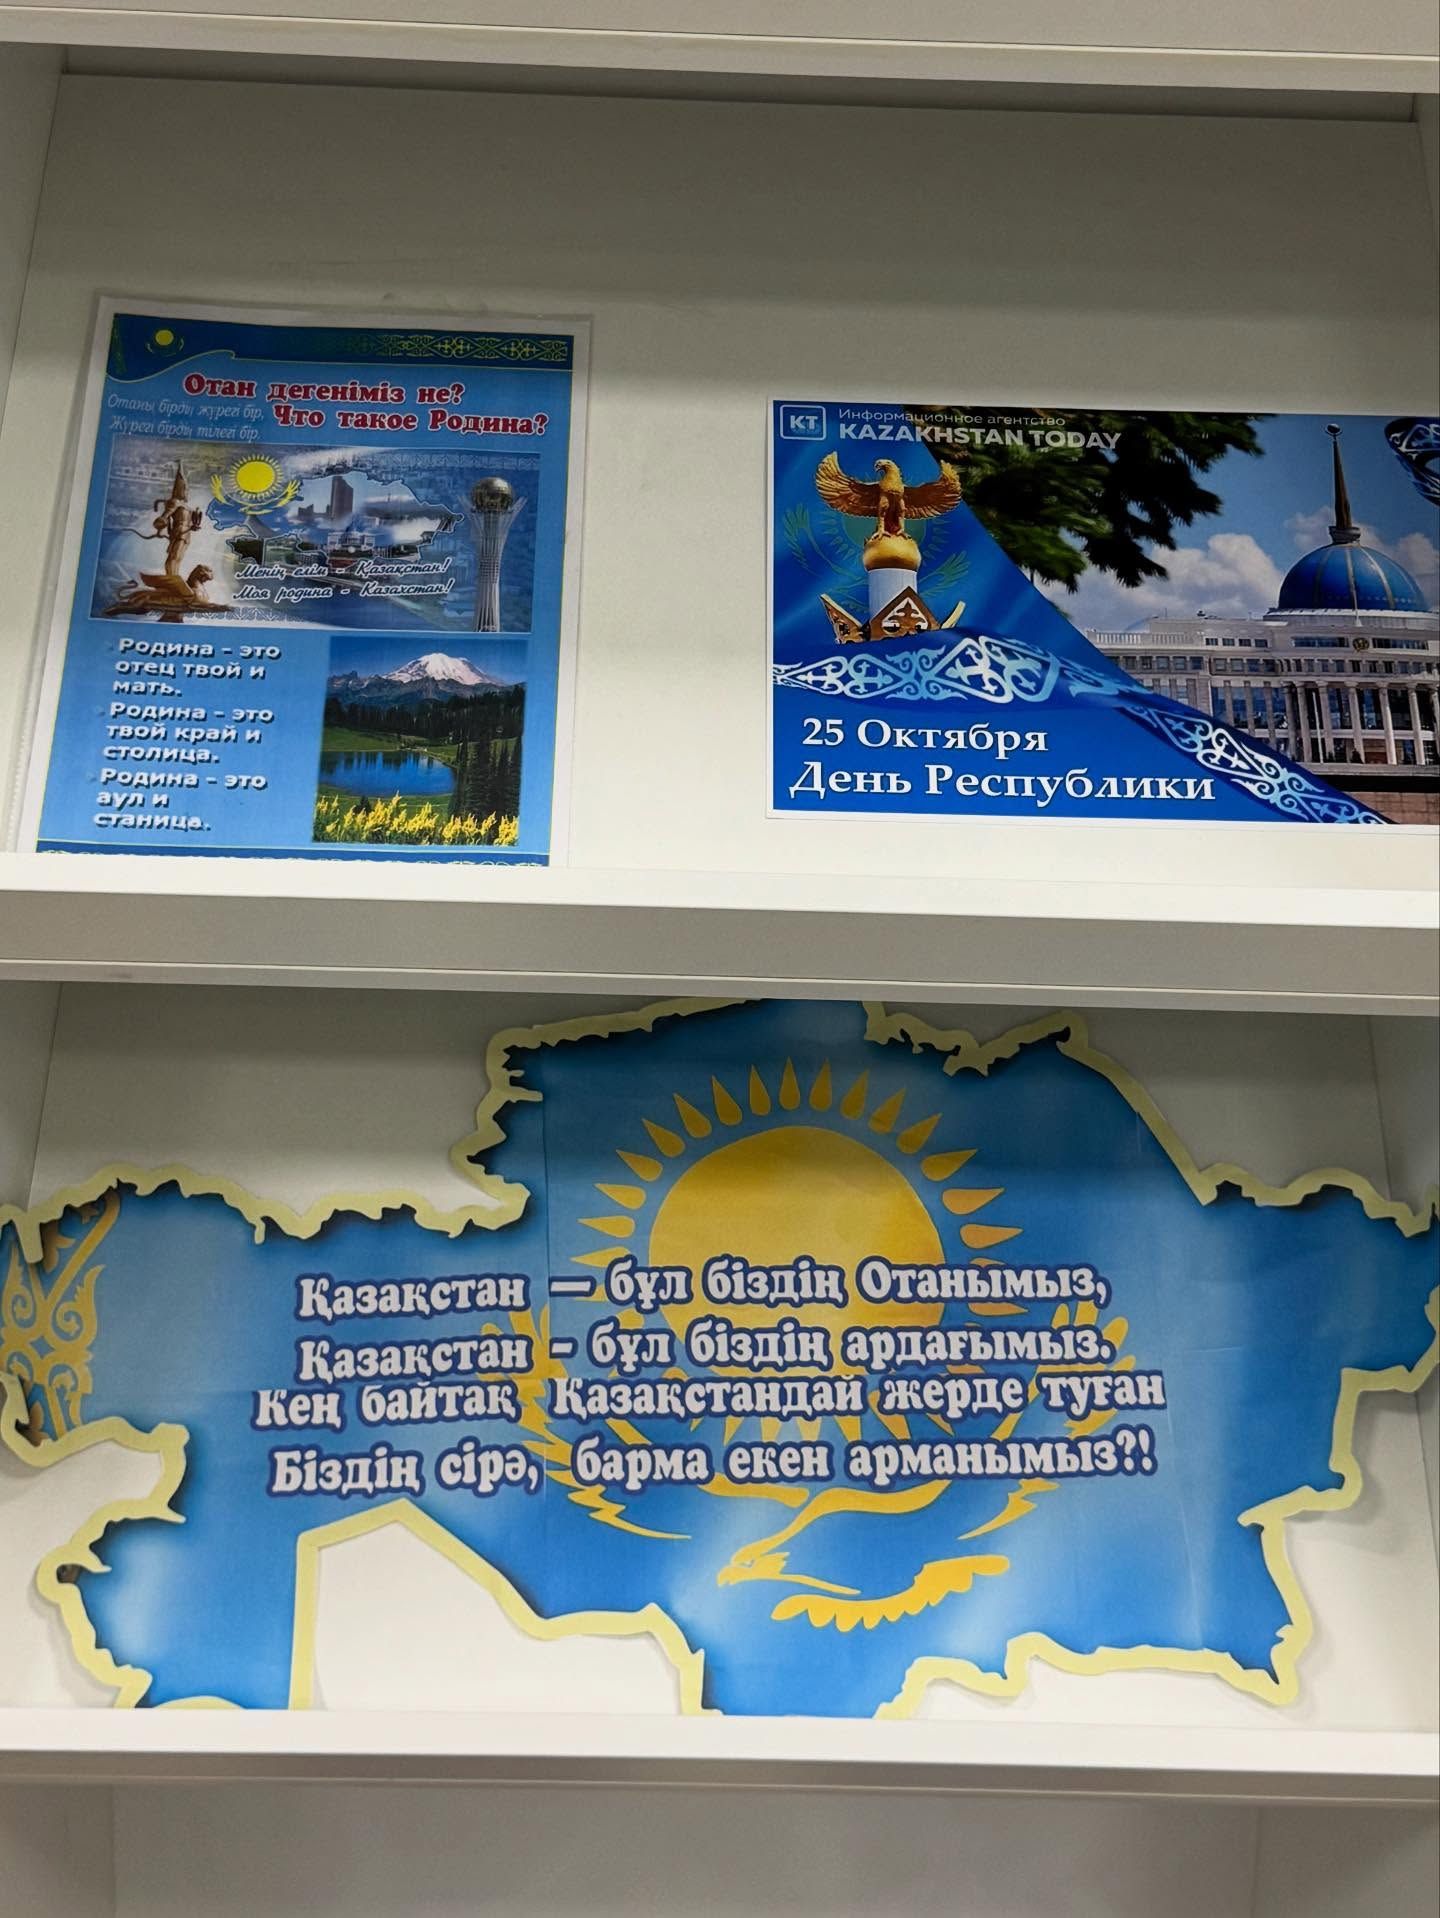 Отан дегеніміз не?
Отаны бірдің жүрегі бір,
Что такое Родина?
Жүрегі бірдің тілегі бір.
Менің елім - Қазақстан!
Моя родина - Казахстан!
Родина – это
отец твой и
мать.
Родина – это
твой край и
столица.
Родина – это
аул и
станица.
КТ
Информационное агентство
KAZAKHSTAN TODAY
25 Октября
День Республики
Қазақстан — бұл біздің Отанымыз,
Қазақстан - бұл біздің ардағымыз.
Кең байтақ Қазақстандай жерде туған
Біздің сірә, барма екен арманымыз?!